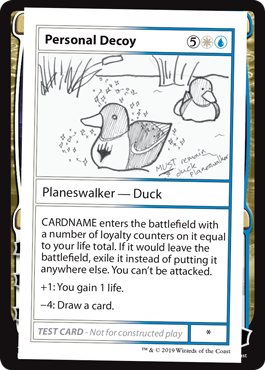 Personal Decoy 5
MUST remain
duck
planeswalker
Planeswalker — Duck
CARDNAME enters the battlefield with
a number of loyalty counters on it equal
to your life total. If it would leave the
battlefield, exile it instead of putting it
anywhere else. You can't be attacked.
+1: You gain 1 life.
−4: Draw a card.
TEST CARD - Not for constructed play *
™ & © 2019 Wizards of the Coast